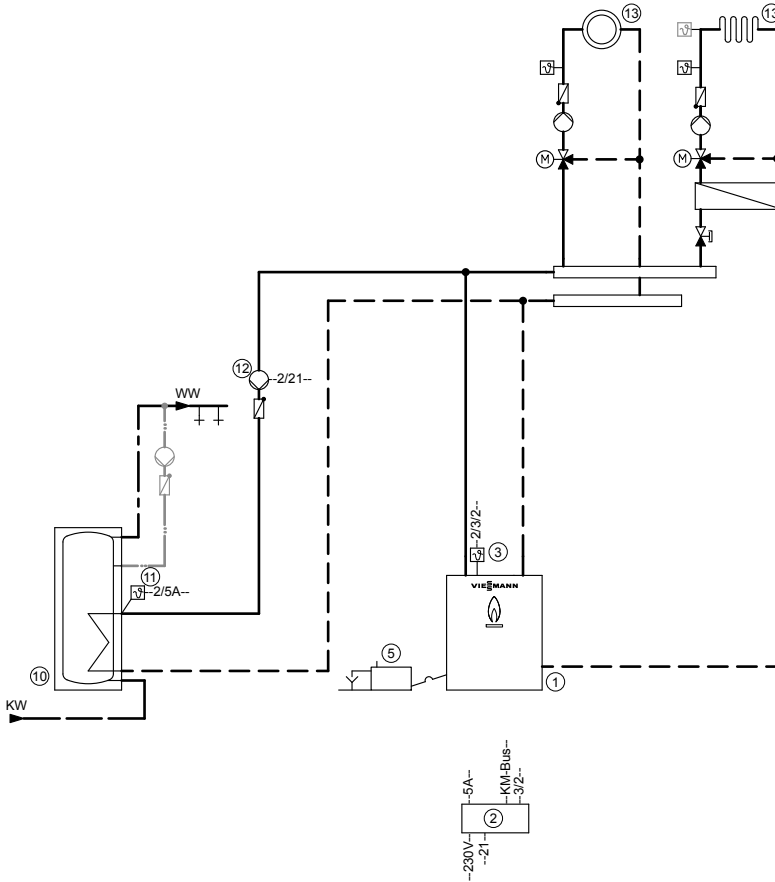 13
13
ϑ
ϑ
ϑ
M
M
12
--2/21--
WW
--2/3/2--
ϑ
3
11
ϑ
--2/5A--
VIESMANN
10
5
1
KW
--5A--
--KM-Bus--
--3/2--
2
--230V--
--21--